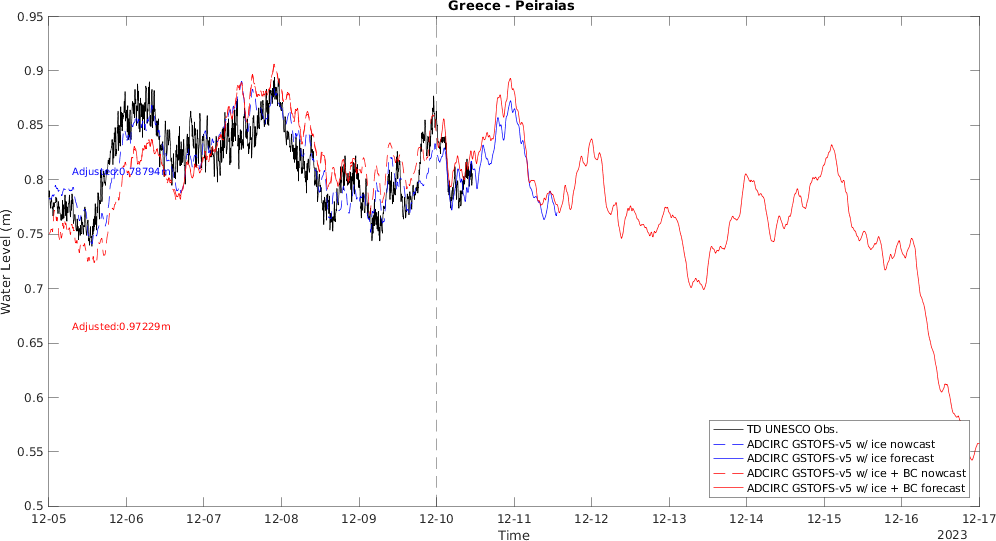 Greece - Peiraias
0.95
0.9
0.85
0.8
0.75
0.7
0.65
0.6
0.55
0.5
Water Level (m)
Adjusted:0.78794m
Adjusted:0.97229m
TD UNESCO Obs.
ADCIRC GSTOFS-v5 w/ ice nowcast
ADCIRC GSTOFS-v5 w/ ice forecast
ADCIRC GSTOFS-v5 w/ ice + BC nowcast
ADCIRC GSTOFS-v5 w/ ice + BC forecast
12-05 12-06 12-07 12-08 12-09 12-10 12-11 12-12 12-13 12-14 12-15 12-16 12-17
Time
2023